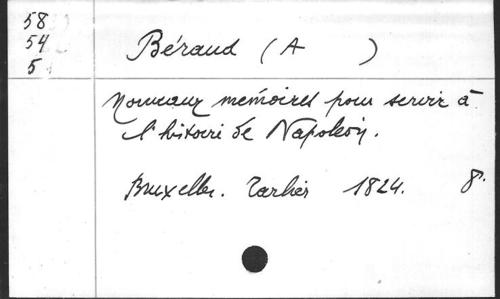 58
54
5
Béraud (A )
Nouveaux mémoires pour servir à
l'histoire de Napoléon.
Bruxelles. Tarlier 1824. 8°.